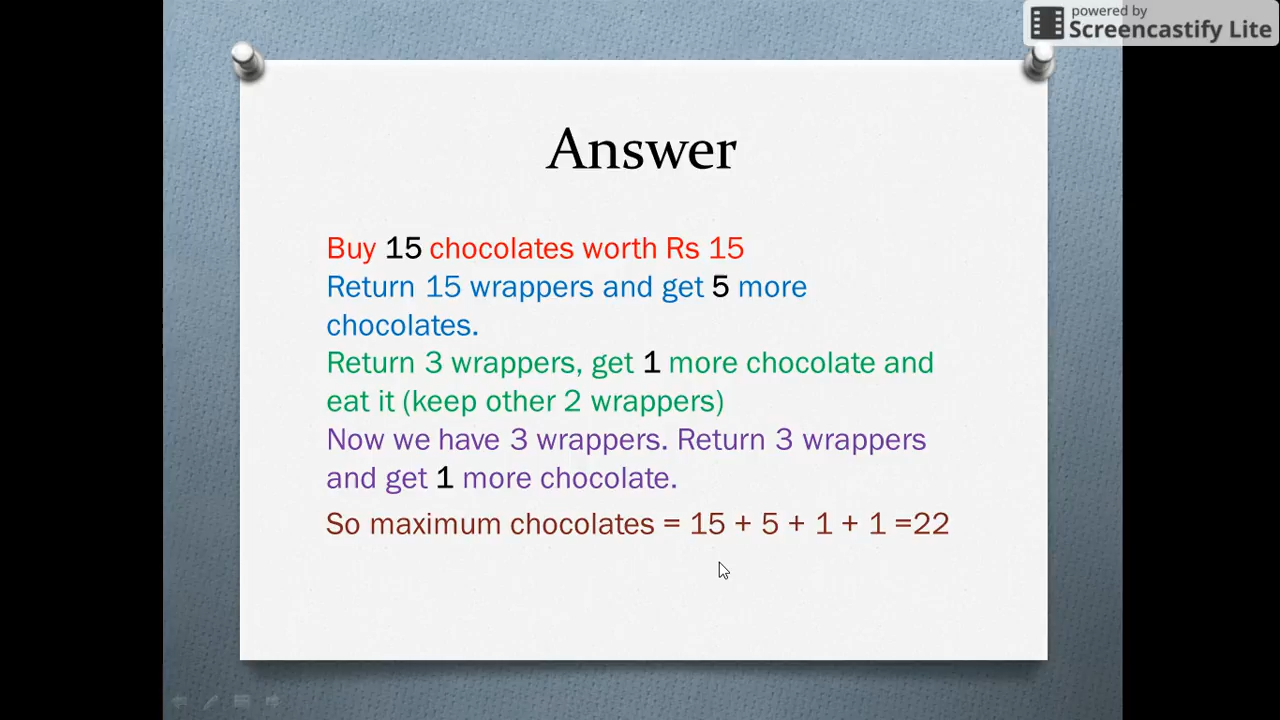 powered by
Screencastify Lite
Answer
Buy 15 chocolates worth Rs 15
Return 15 wrappers and get 5 more
chocolates.
Return 3 wrappers, get 1 more chocolate and
eat it (keep other 2 wrappers)
Now we have 3 wrappers. Return 3 wrappers
and get 1 more chocolate.
So maximum chocolates = 15 + 5 + 1 + 1 =22